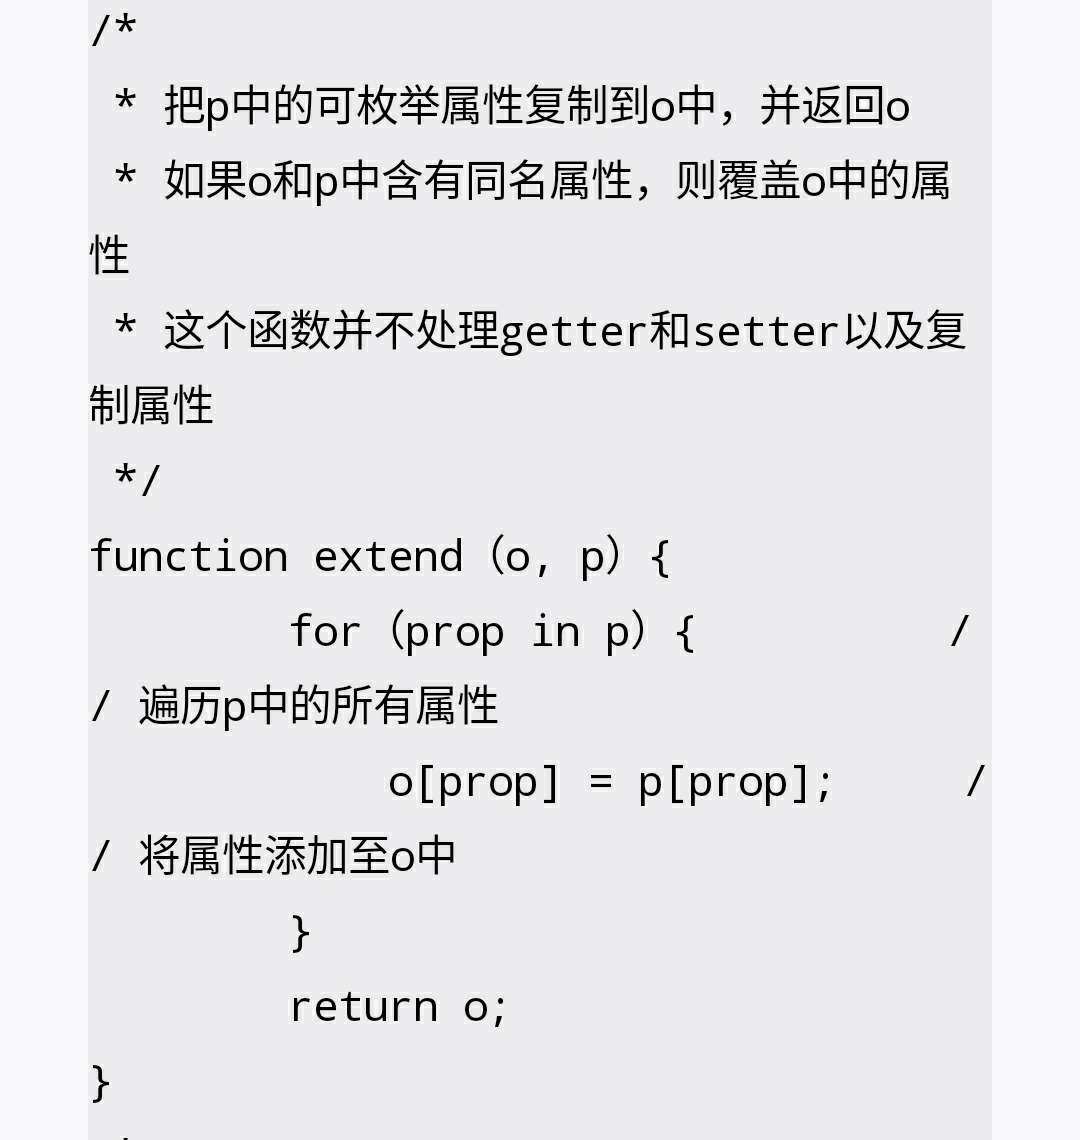 /*
 * 把p中的可枚举属性复制到o中，并返回o
 * 如果o和p中含有同名属性，则覆盖o中的属
性
 * 这个函数并不处理getter和setter以及复
制属性
 */
function extend（o, p）{
        for（prop in p）{          /
/ 遍历p中的所有属性
            o[prop] = p[prop];     /
/ 将属性添加至o中
        }
        return o;
}